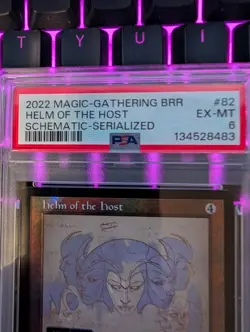 T Y U I
2022 MAGIC-GATHERING BRR #82
HELM OF THE HOST EX-MT
SCHEMATIC-SERIALIZED 6
PSA 134528483
Helm of the Host 4